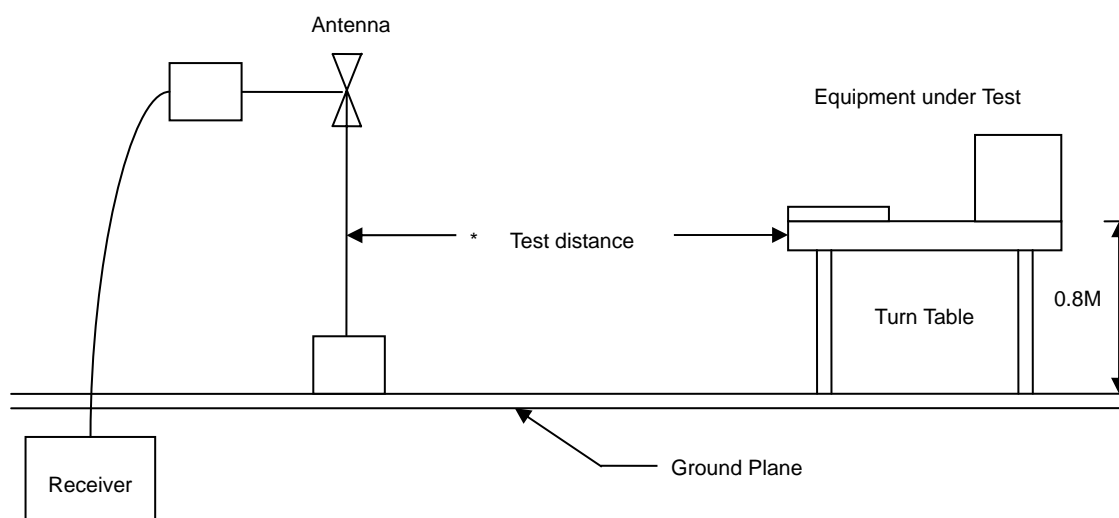 Antenna
Equipment under Test
* Test distance
0.8M
Turn Table
Ground Plane
Receiver